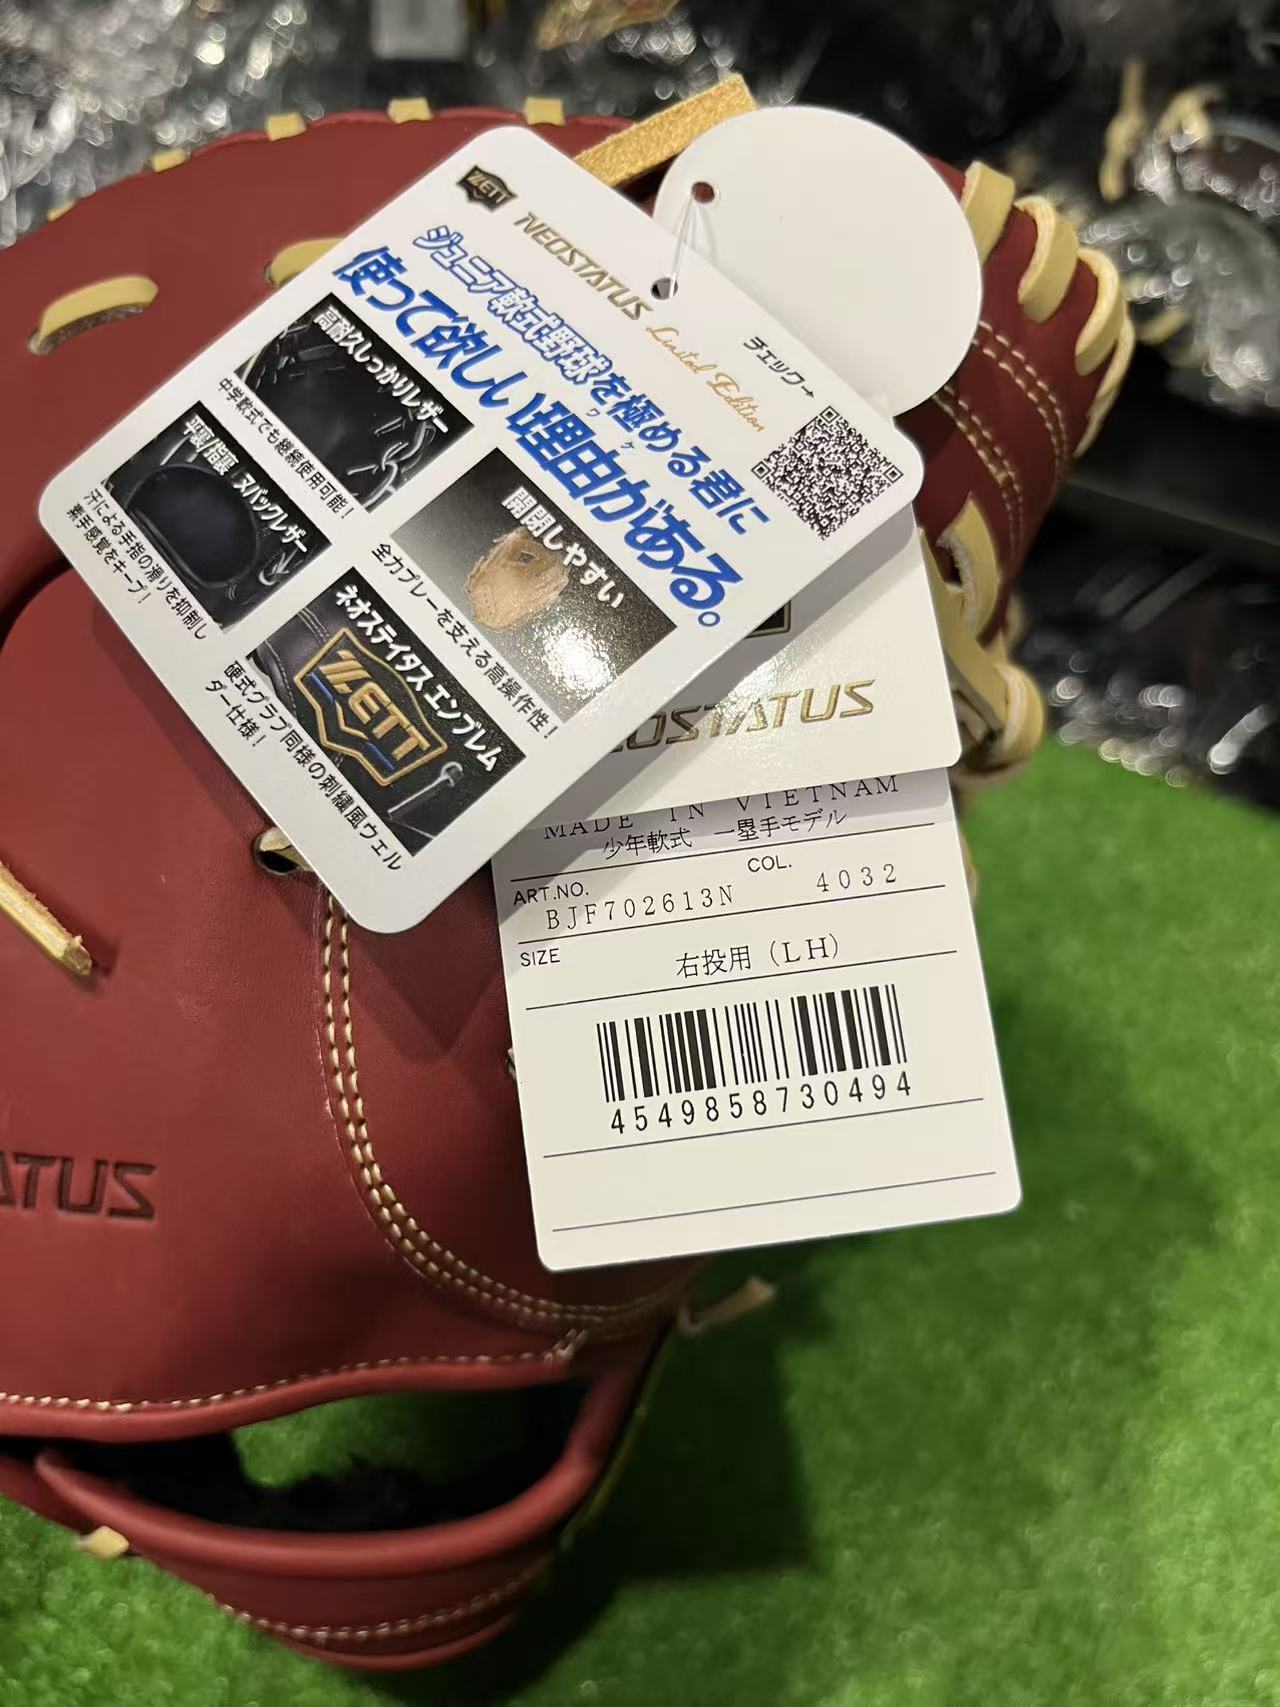 ZETT
NEOSTATUS
Limited Edition
チェック→
ジュニア軟式野球を極める君に
使って欲しい理由がある。
ワケ
高耐久しっかりレザー
中学軟式でも継続使用可能!
開閉しやすい
全力プレーを支える高操作性!
平裏/指裏 ヌバックレザー
汗による手指の滑りを抑制し
素手感覚をキープ!
ネオステイタス エンブレム
ZETT
硬式グラブ同様の刺繍風ウェル
ダー仕様!
NEOSTATUS
MADE IN VIETNAM
少年軟式 一塁手モデル
ART.NO. COL.
BJF702613N 4032
SIZE
右投用(LH)
4549858730494
ATUS